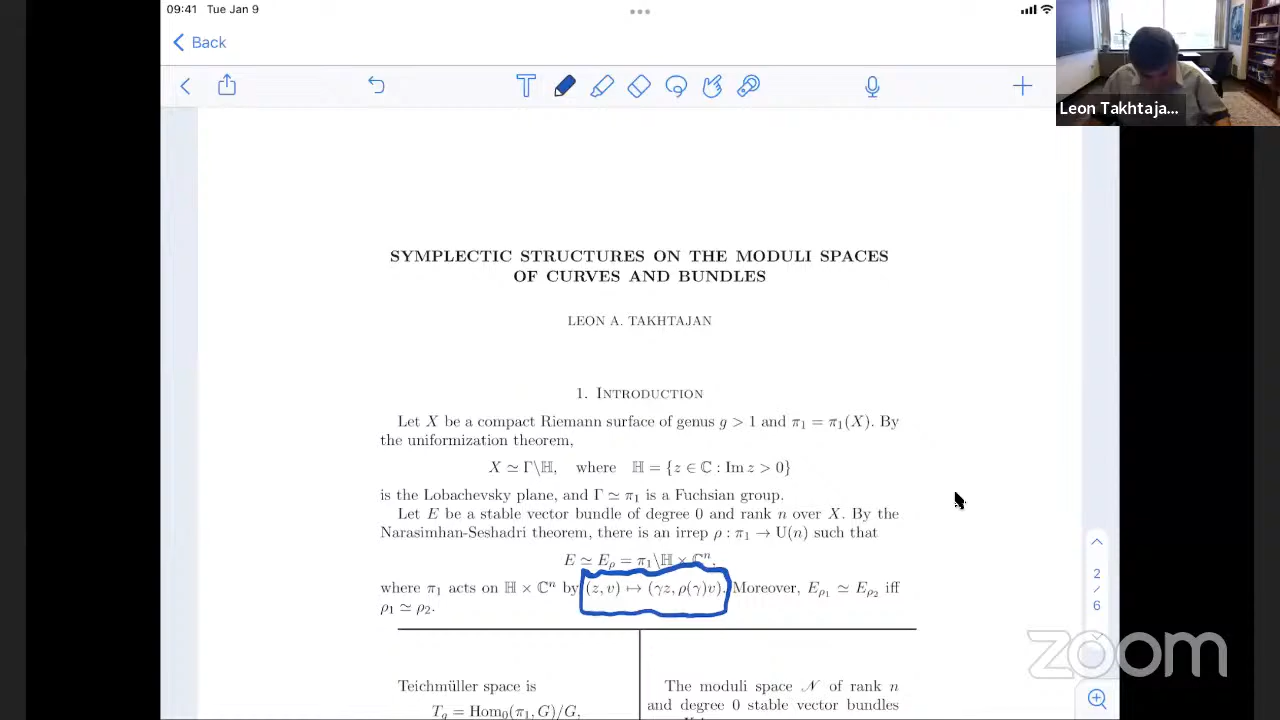 09:41 Tue Jan 9
Back
Leon Takhtaja...
SYMPLECTIC STRUCTURES ON THE MODULI SPACES
OF CURVES AND BUNDLES
LEON A. TAKHTAJAN
1. INTRODUCTION
Let X be a compact Riemann surface of genus g > 1 and π₁ = π₁(X). By
the uniformization theorem,
X ≃ Γ\ℍ, where ℍ = {z ∈ ℂ : Im z > 0}
is the Lobachevsky plane, and Γ ≃ π₁ is a Fuchsian group.
Let E be a stable vector bundle of degree 0 and rank n over X. By the
Narasimhan-Seshadri theorem, there is an irrep ρ : π₁ → U(n) such that
E ≃ E_ρ = π₁\ℍ × ℂⁿ,
where π₁ acts on ℍ × ℂⁿ by (z, v) ↦ (γz, ρ(γ)v). Moreover, E_ρ₁ ≃ E_ρ₂ iff
ρ₁ ≃ ρ₂.
Teichmüller space is
T_g = Hom₀(π₁, G)/G,
The moduli space 𝒩 of rank n
and degree 0 stable vector bundles
2
/
6
zoom